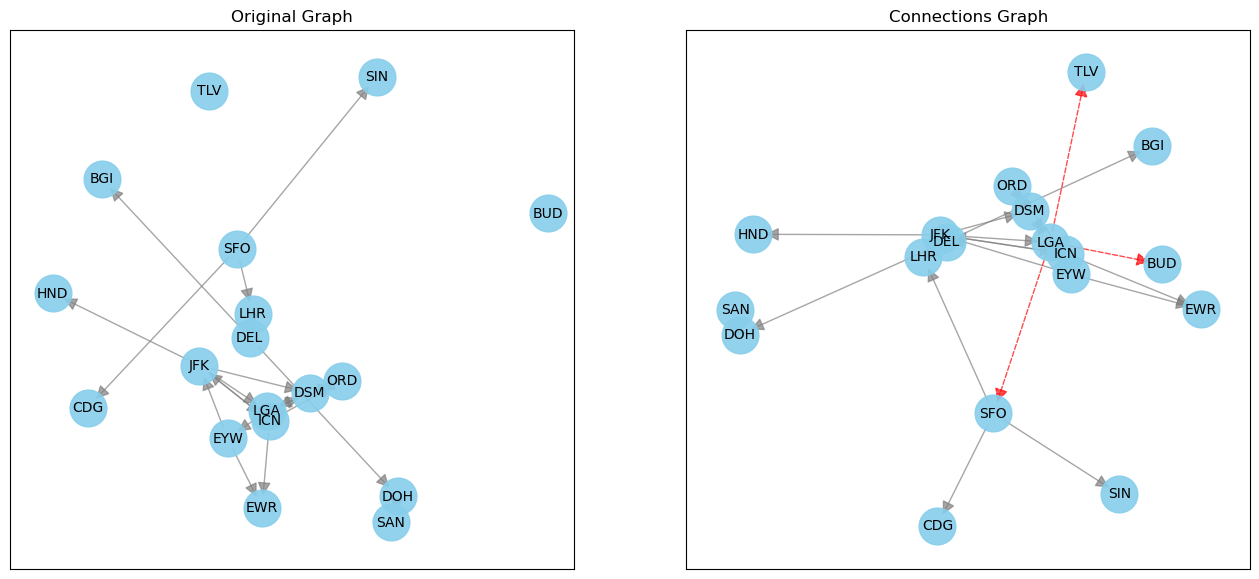 Original Graph
TLV
SIN
BGI
BUD
SFO
HND
LHR
DEL
JFK
ORD
DSM
CDG
LGA
ICN
EYW
DOH
EWR
SAN
Connections Graph
TLV
BGI
ORD
DSM
HND
JFK
DEL
LGA
LHR
ICN
BUD
EYW
SAN
EWR
DOH
SFO
SIN
CDG